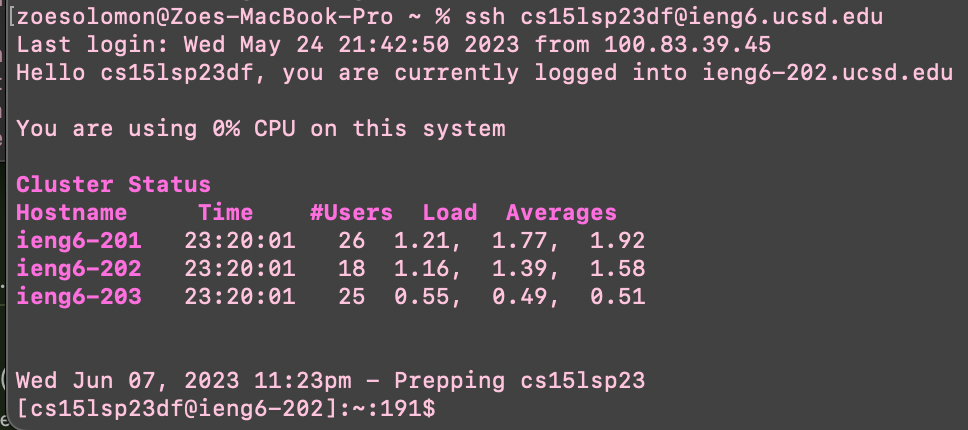 [zoesolomon@Zoes-MacBook-Pro ~ % ssh cs15lsp23df@ieng6.ucsd.edu
Last login: Wed May 24 21:42:50 2023 from 100.83.39.45
Hello cs15lsp23df, you are currently logged into ieng6-202.ucsd.edu
You are using 0% CPU on this system
Cluster Status
Hostname     Time    #Users  Load  Averages
ieng6-201   23:20:01   26  1.21,  1.77,  1.92
ieng6-202   23:20:01   18  1.16,  1.39,  1.58
ieng6-203   23:20:01   25  0.55,  0.49,  0.51
Wed Jun 07, 2023 11:23pm - Prepping cs15lsp23
[cs15lsp23df@ieng6-202]:~:191$